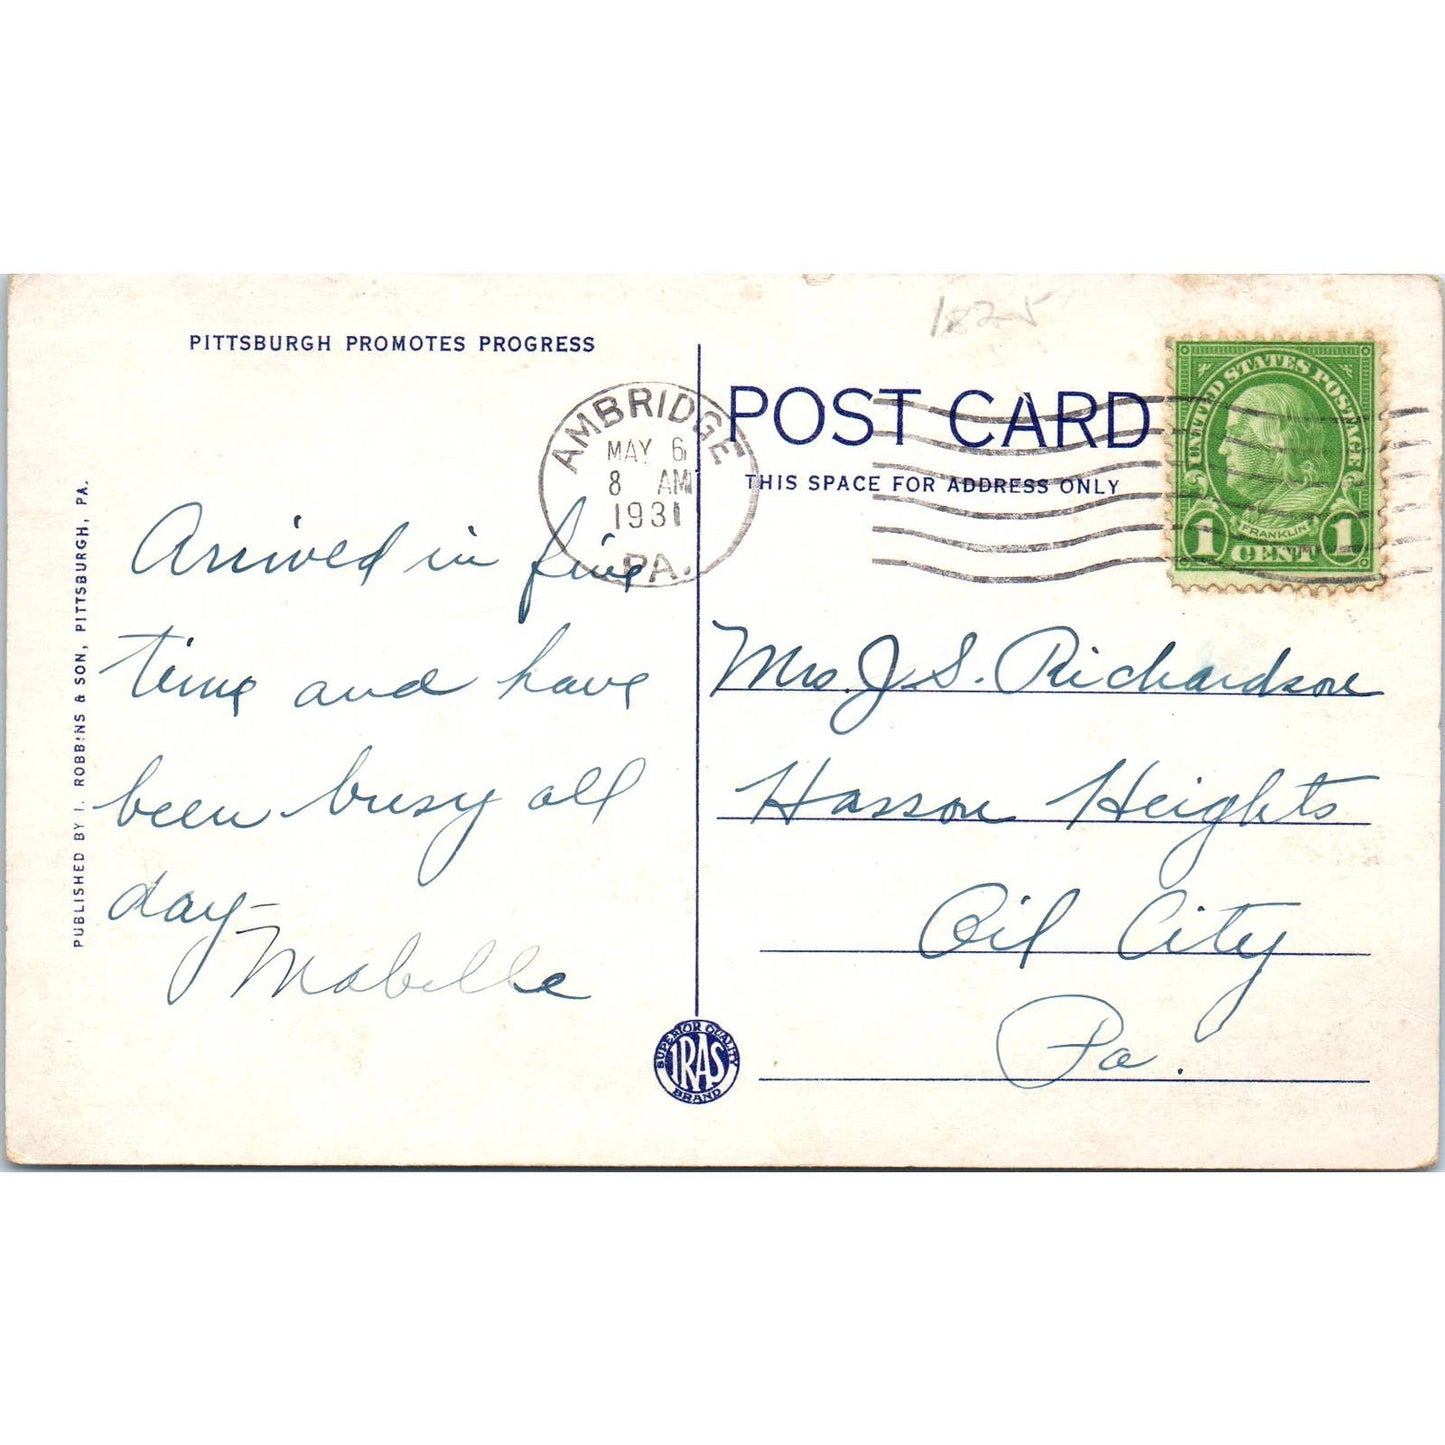 1825
PITTSBURGH PROMOTES PROGRESS
AMBRIDGE
MAY 6
8 AM
1931
PA.
POST CARD
THIS SPACE FOR ADDRESS ONLY
UNITED STATES POSTAGE
FRANKLIN
1 CENT 1
PUBLISHED BY I. ROBBINS & SON, PITTSBURGH, PA.
Arrived in fine
time and have
been busy all
day—
Mabelle
Mrs. J. S. Richardson
Hasson Heights
Oil City
Pa.
SUPERIOR QUALITY
IRAS
BRAND